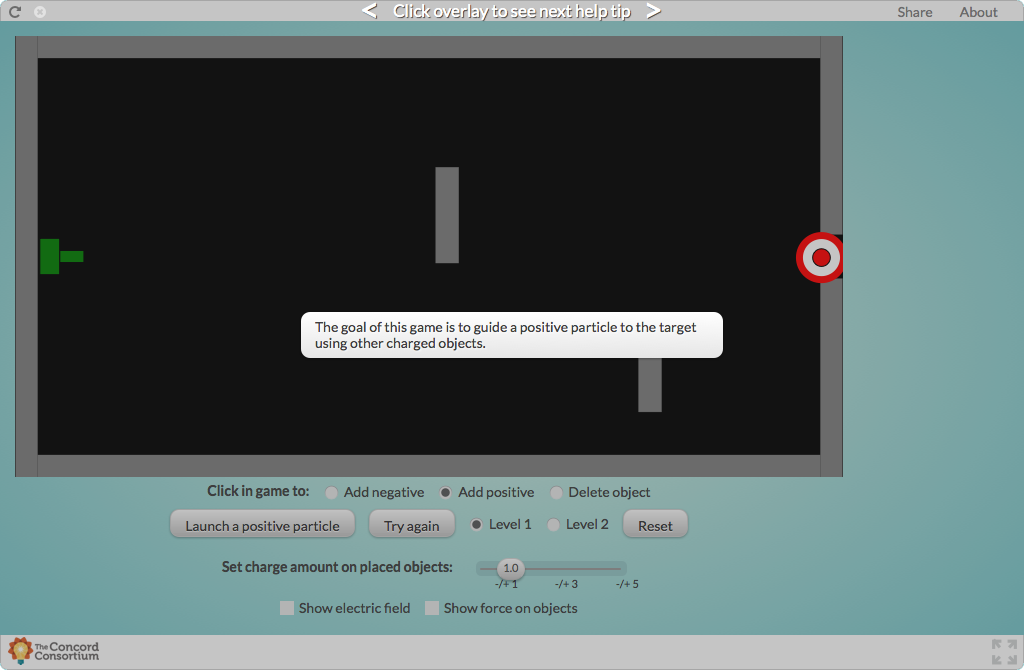 < Click overlay to see next help tip >
Share About
The goal of this game is to guide a positive particle to the target
using other charged objects.
Click in game to: Add negative Add positive Delete object
Launch a positive particle Try again Level 1 Level 2 Reset
Set charge amount on placed objects: 1.0
-/+ 1 -/+ 3 -/+ 5
Show electric field Show force on objects
The Concord
Consortium